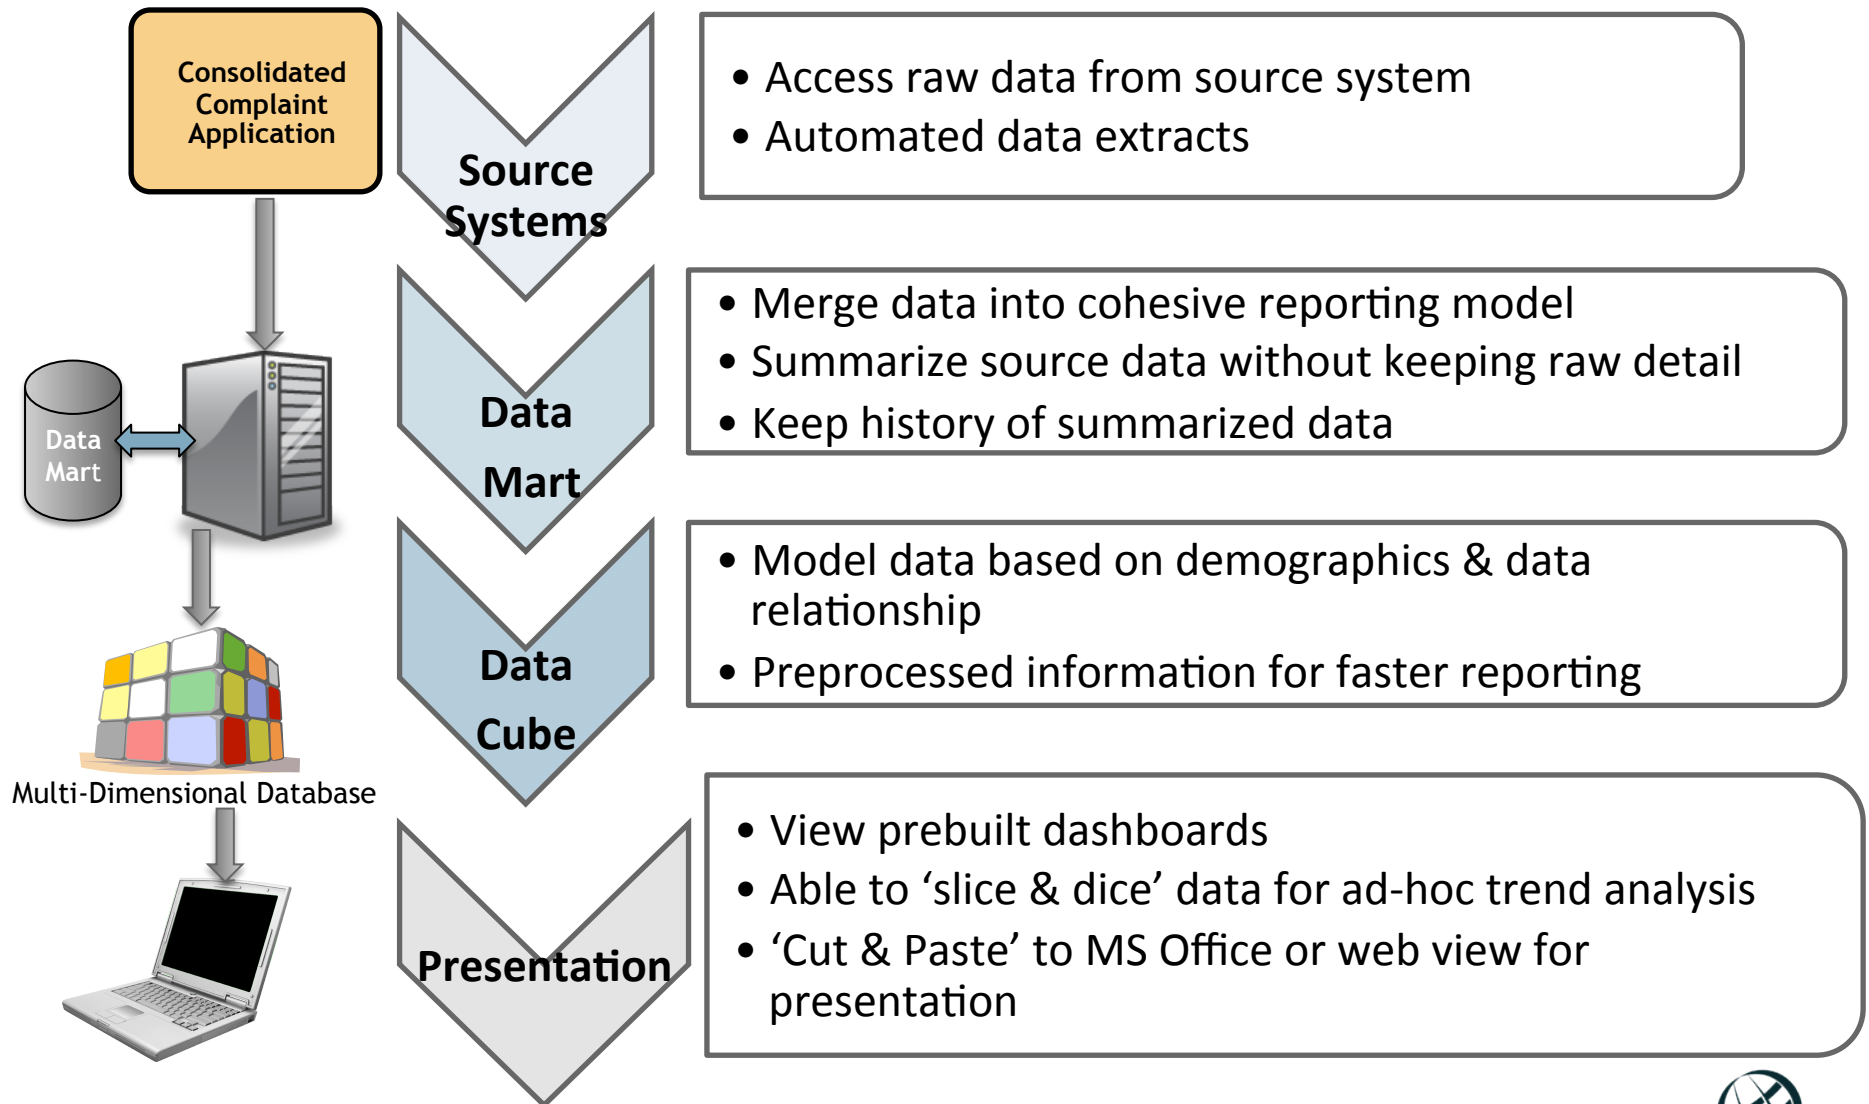 Consolidated
Complaint
Application
Source
Systems
• Access raw data from source system
• Automated data extracts
Data
Mart
Data
Mart
• Merge data into cohesive reporting model
• Summarize source data without keeping raw detail
• Keep history of summarized data
Multi-Dimensional Database
Data
Cube
• Model data based on demographics & data
relationship
• Preprocessed information for faster reporting
Presentation
• View prebuilt dashboards
• Able to ‘slice & dice’ data for ad-hoc trend analysis
• ‘Cut & Paste’ to MS Office or web view for
presentation